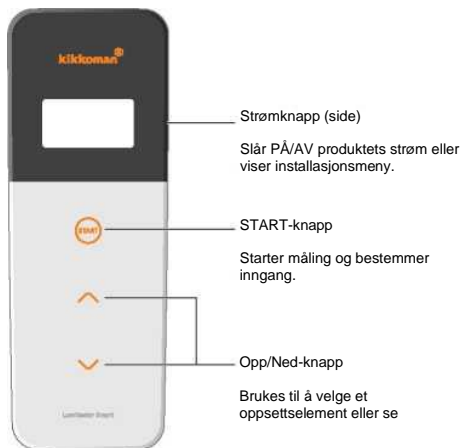 kikkoman
Strømknapp (side)
Slår PÅ/AV produktets strøm eller
viser installasjonsmeny.
START
START-knapp
Starter måling og bestemmer
inngang.
Opp/Ned-knapp
Brukes til å velge et
oppsettselement eller se
Lumitester Smart